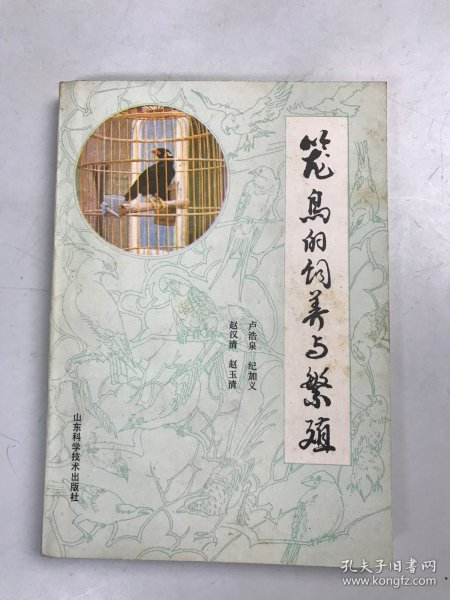 笼鸟的饲养与繁殖
卢浩泉 纪加义
赵汉清 赵玉清
山东科学技术出版社
孔夫子旧书网
www.kongfz.com